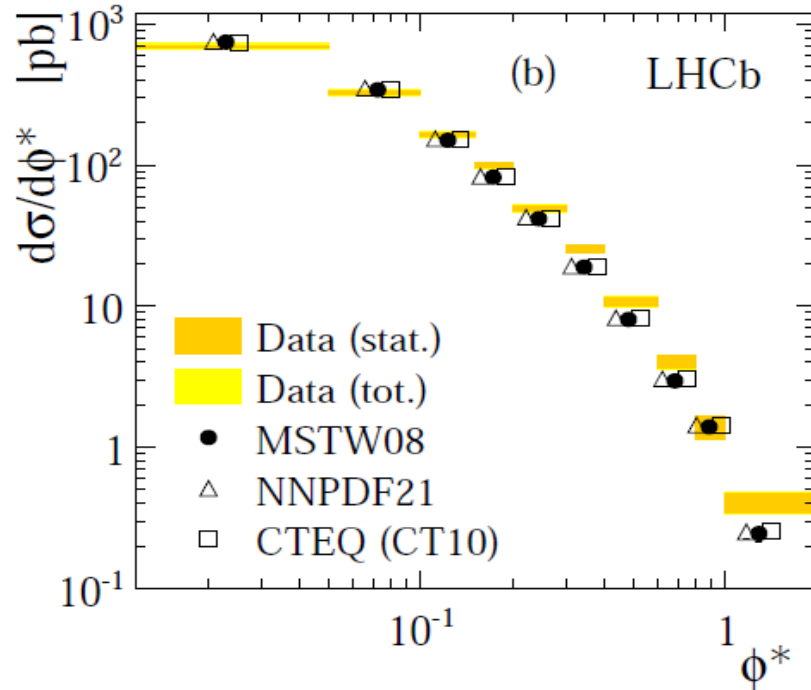 dσ/dϕ* [pb]
10³
10²
10
1
10⁻¹
(b) LHCb
Data (stat.)
Data (tot.)
MSTW08
NNPDF21
CTEQ (CT10)
10⁻¹ 1
ϕ*